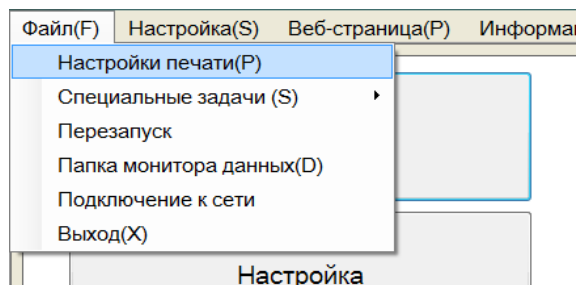 Файл(F) Настройка(S) Веб-страница(P)
Настройки печати(P)
Специальные задачи (S)
Перезапуск
Папка монитора данных(D)
Подключение к сети
Выход(X)
Настройка